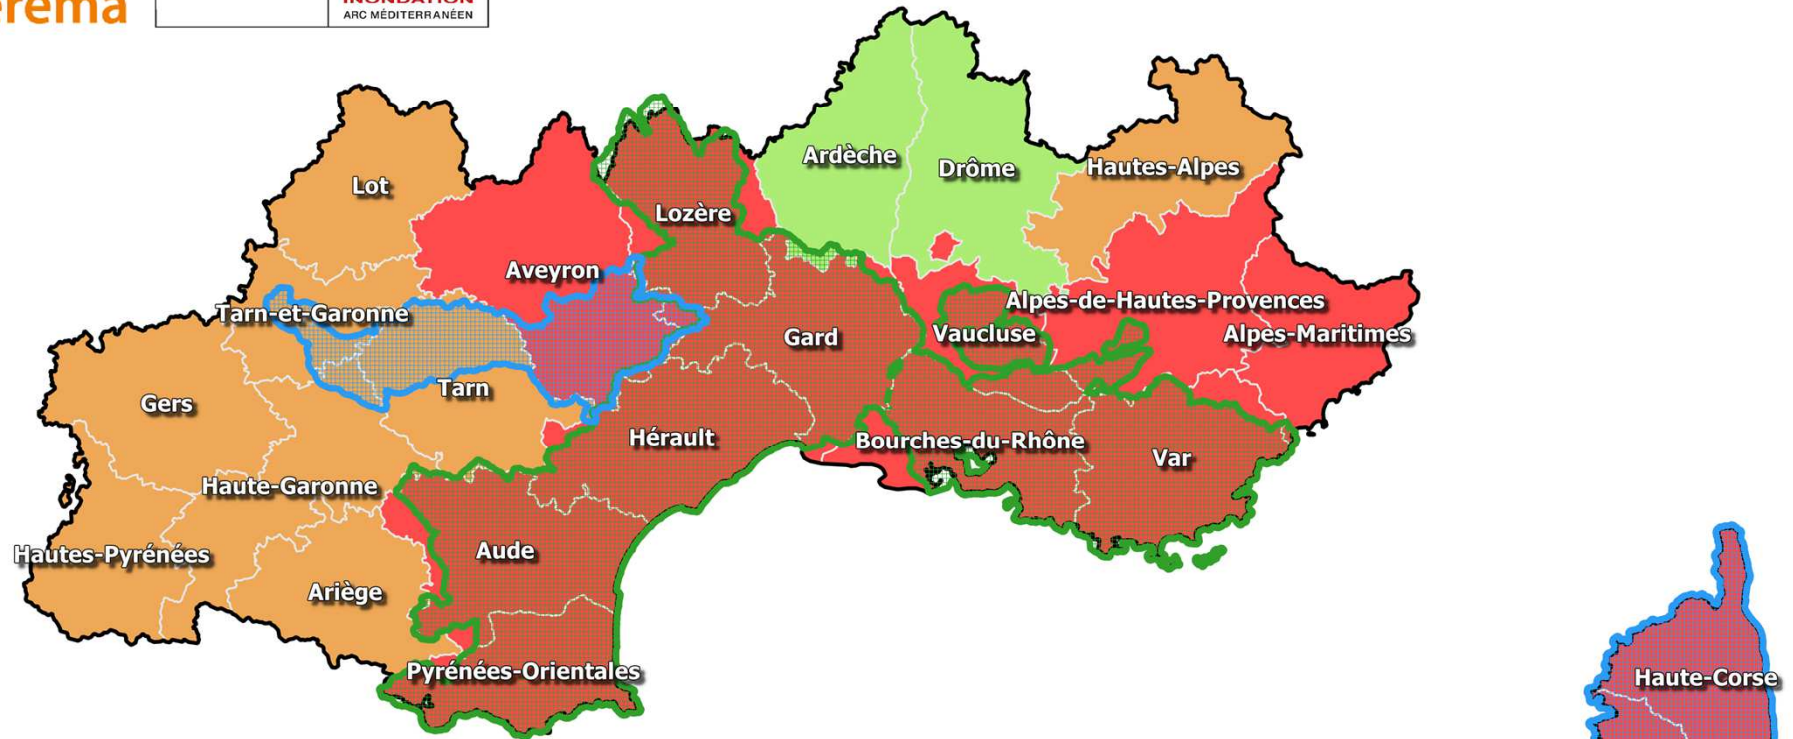 erema
INONDATION
ARC MÉDITERRANÉEN
Ardèche
Drôme
Hautes-Alpes
Lot
Lozère
Aveyron
Tarn-et-Garonne
Alpes-de-Hautes-Provences
Gard
Vaucluse
Alpes-Maritimes
Gers
Tarn
Hérault
Bourches-du-Rhône
Var
Haute-Garonne
Hautes-Pyrénées
Aude
Ariège
Pyrénées-Orientales
Haute-Corse